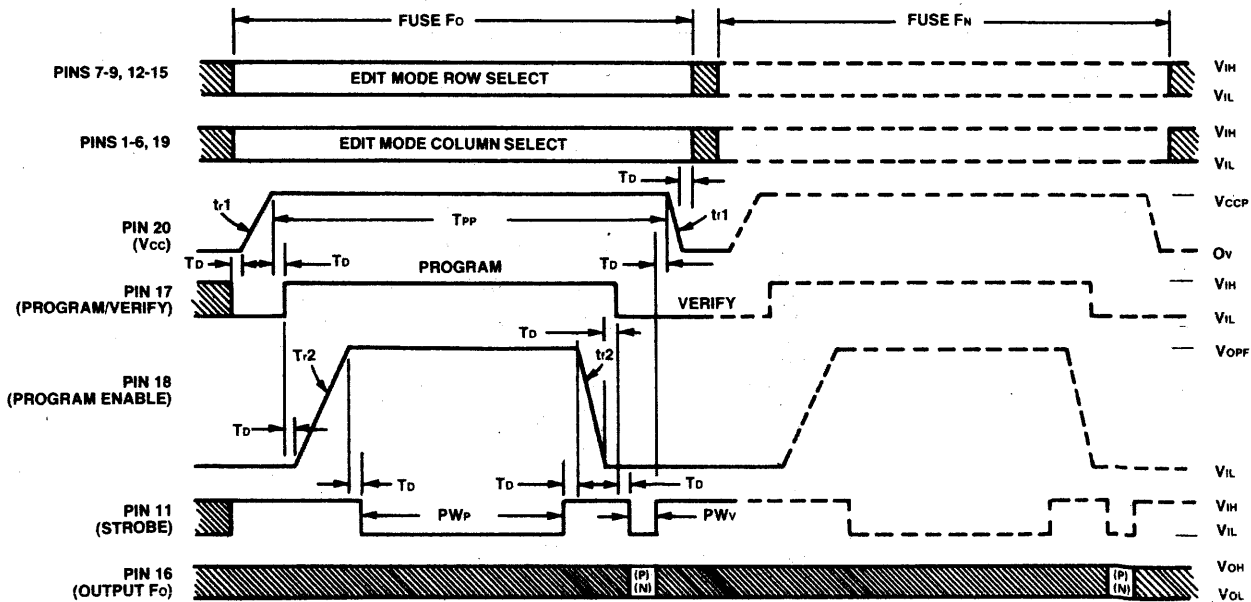 FUSE FO
FUSE FN
PINS 7-9, 12-15
EDIT MODE ROW SELECT
VIH
VIL
PINS 1-6, 19
EDIT MODE COLUMN SELECT
VIH
VIL
TD
tr1
TPP
tf1
VCCP
PIN 20
(VCC)
OV
TD
TD
PROGRAM
TD
PIN 17
(PROGRAM/VERIFY)
VERIFY
VIH
VIL
TD
Tr2
tf2
VOPF
PIN 18
(PROGRAM ENABLE)
TD
VIL
TD
TD
TD
PIN 11
(STROBE)
PWP
PWV
VIH
VIL
PIN 16
(OUTPUT FO)
(P)
(N)
(P)
(N)
VOH
VOL